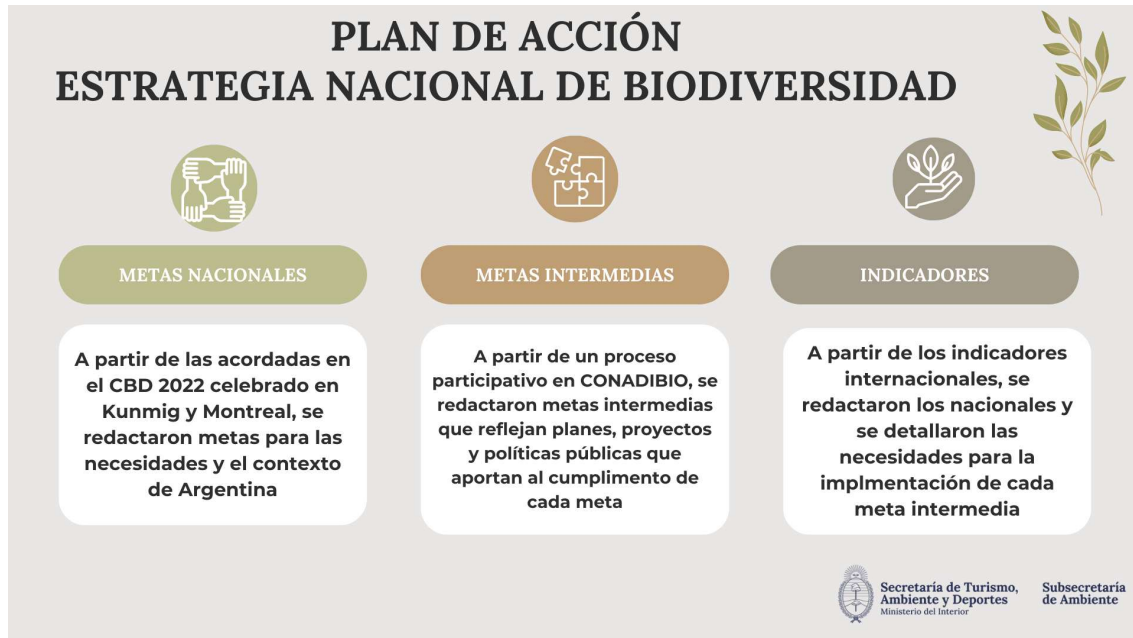 PLAN DE ACCIÓN
ESTRATEGIA NACIONAL DE BIODIVERSIDAD
METAS NACIONALES
A partir de las acordadas en
el CBD 2022 celebrado en
Kunmig y Montreal, se
redactaron metas para las
necesidades y el contexto
de Argentina
METAS INTERMEDIAS
A partir de un proceso
participativo en CONADIBIO, se
redactaron metas intermedias
que reflejan planes, proyectos
y políticas públicas que
aportan al cumplimento de
cada meta
INDICADORES
A partir de los indicadores
internacionales, se
redactaron los nacionales y
se detallaron las
necesidades para la
implmentación de cada
meta intermedia
Secretaría de Turismo,
Ambiente y Deportes
Ministerio del Interior
Subsecretaría
de Ambiente